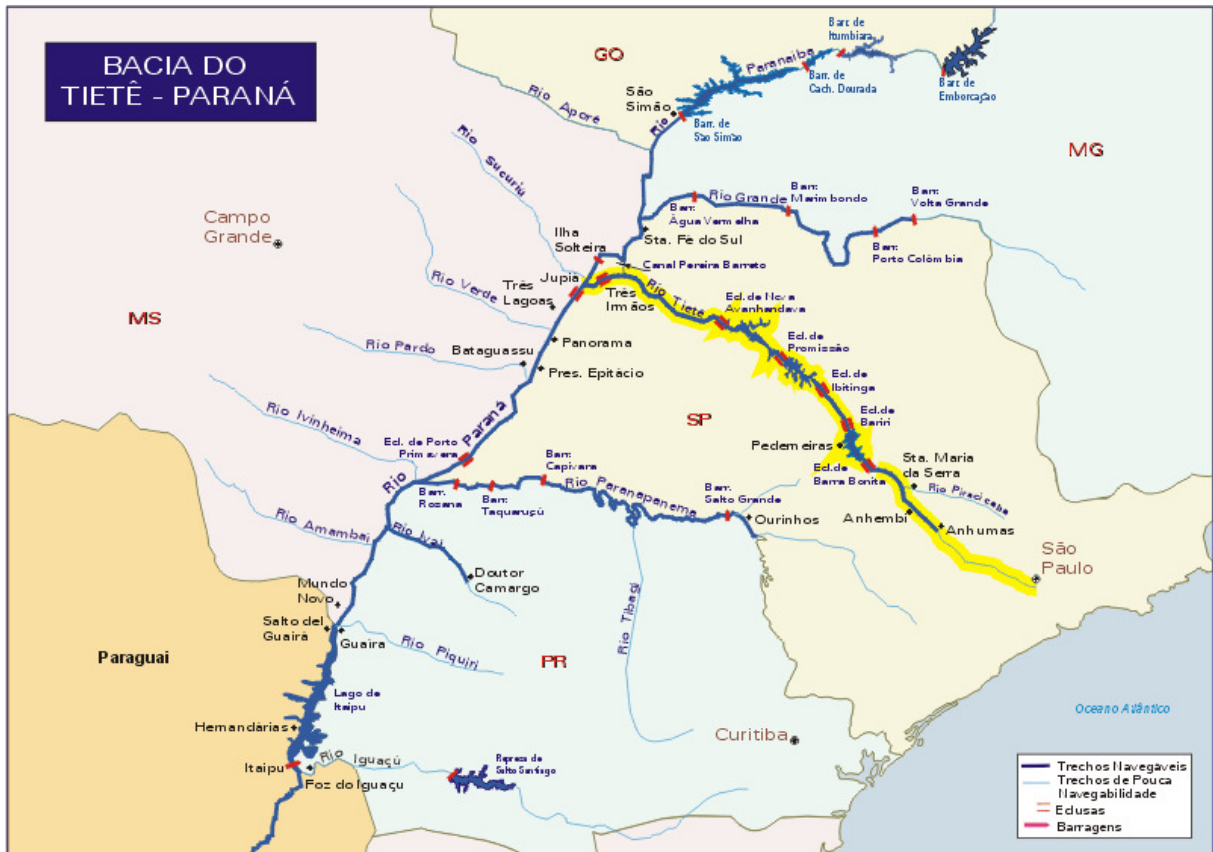 BACIA DO
TIETÊ - PARANÁ
GO
Barr. de
Itumbiara
Paranaíba
Barr. de
Cach. Dourada
Barr. de
Emborcação
São
Simão
Rio
Barr. de
São Simão
Rio Aporé
MG
Rio Sucuriu
Campo
Grande
Rio Grande
Barr.
Marimbondo
Barr.
Volta Grande
Barr.
Água Vermelha
Barr.
Porto Colômbia
Ilha
Solteira
Sta. Fé do Sul
Canal Pereira Barreto
Jupiá
Três
Lagoas
Três
Irmãos
Rio Tietê
Ecl. de Nova
Avanhandava
Rio Verde
MS
Ecl. de
Promissão
Rio Pardo
Bataguassu
Panorama
Pres. Epitácio
Ecl. de
Ibitinga
SP
Ecl. de
Bariri
Rio Ivinheima
Paraná
Ecl. de Porto
Primavera
Pederneiras
Ecl. de
Barra Bonita
Sta. Maria
da Serra
Rio Piracicaba
Barr.
Capivara
Rio
Barr.
Rosana
Barr.
Taquaruçú
Rio Paranapanema
Barr.
Salto Grande
Ourinhos
Anhembi
Anhumas
São
Paulo
Rio Amambaí
Rio Ivaí
Doutor
Camargo
Rio Tibagi
Mundo
Novo
Salto del
Guairá
Guaira
Rio Piquiri
Paraguai
PR
Lago de
Itaipu
Hernandárias
Curitiba
Oceano Atlântico
Itaipu
Rio Iguaçù
Foz do Iguaçu
Represa de
Salto Santiago
Trechos Navegáveis
Trechos de Pouca
Navegabilidade
Eclusas
Barragens